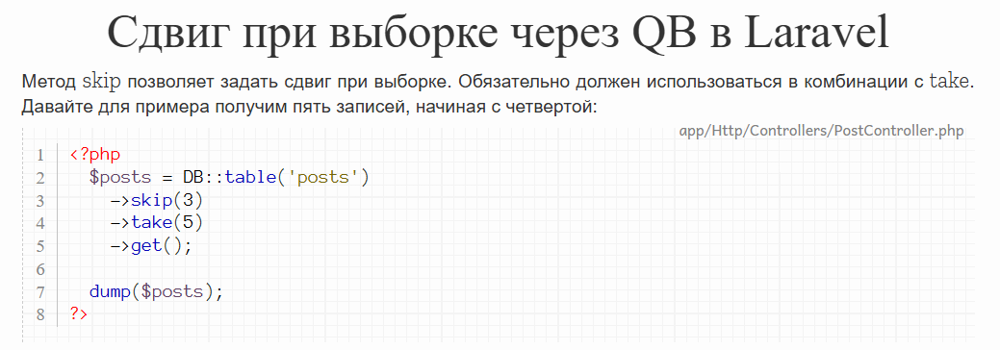 Сдвиг при выборке через QB в Laravel
Метод skip позволяет задать сдвиг при выборке. Обязательно должен использоваться в комбинации с take.
Давайте для примера получим пять записей, начиная с четвертой:
app/Http/Controllers/PostController.php
1 <?php
2 $posts = DB::table('posts')
3 ->skip(3)
4 ->take(5)
5 ->get();
6
7 dump($posts);
8 ?>